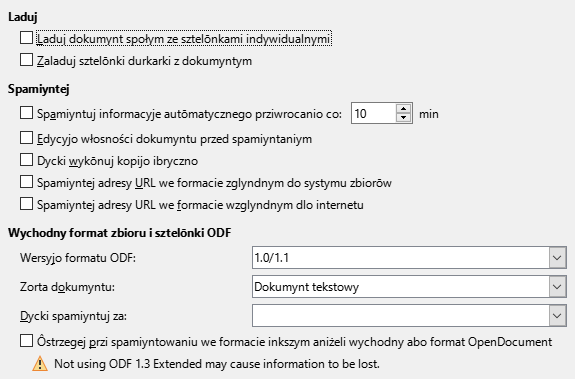 Laduj
Laduj dokumynt społym ze sztelōnkami indywidualnymi
Zaladuj sztelōnki durkarki z dokumyntym
Spamiyntej
Spamiyntuj informacyje autōmatycznego prziwrocanio co: 10 min
Edycyjo włosności dokumyntu przed spamiyntaniym
Dycki wykōnuj kopijo ibryczno
Spamiyntej adresy URL we formacie zglyndnym do systymu zbiorōw
Spamiyntej adresy URL we formacie wzglyndnym dlo internetu
Wychodny format zbioru i sztelōnki ODF
Wersyjo formatu ODF: 1.0/1.1
Zorta dokumyntu: Dokumynt tekstowy
Dycki spamiyntuj za:
Ôstrzegej przi spamiyntowaniu we formacie inkszym aniżeli wychodny abo format OpenDocument
Not using ODF 1.3 Extended may cause information to be lost.